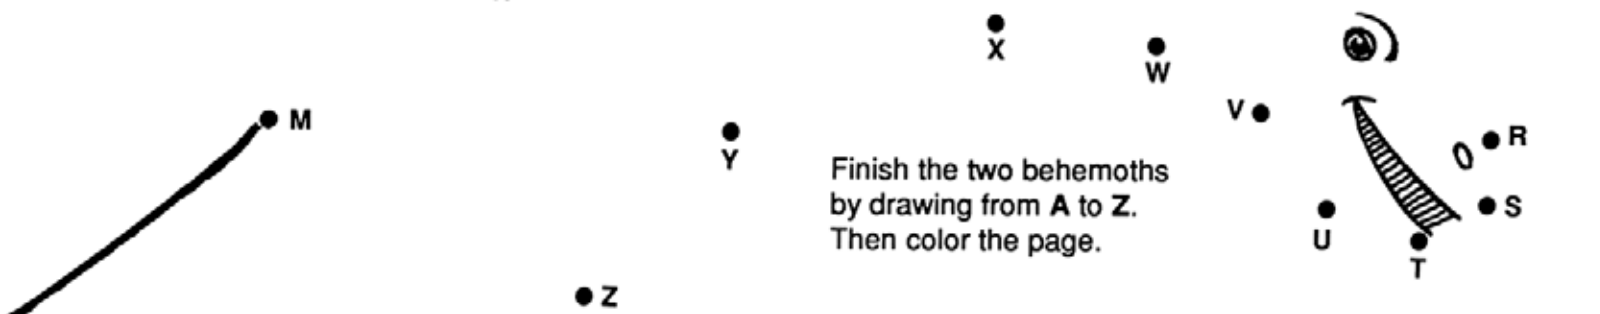 X
W
M
V
Y
R
Finish the two behemoths
by drawing from A to Z.
Then color the page.
S
U
T
Z